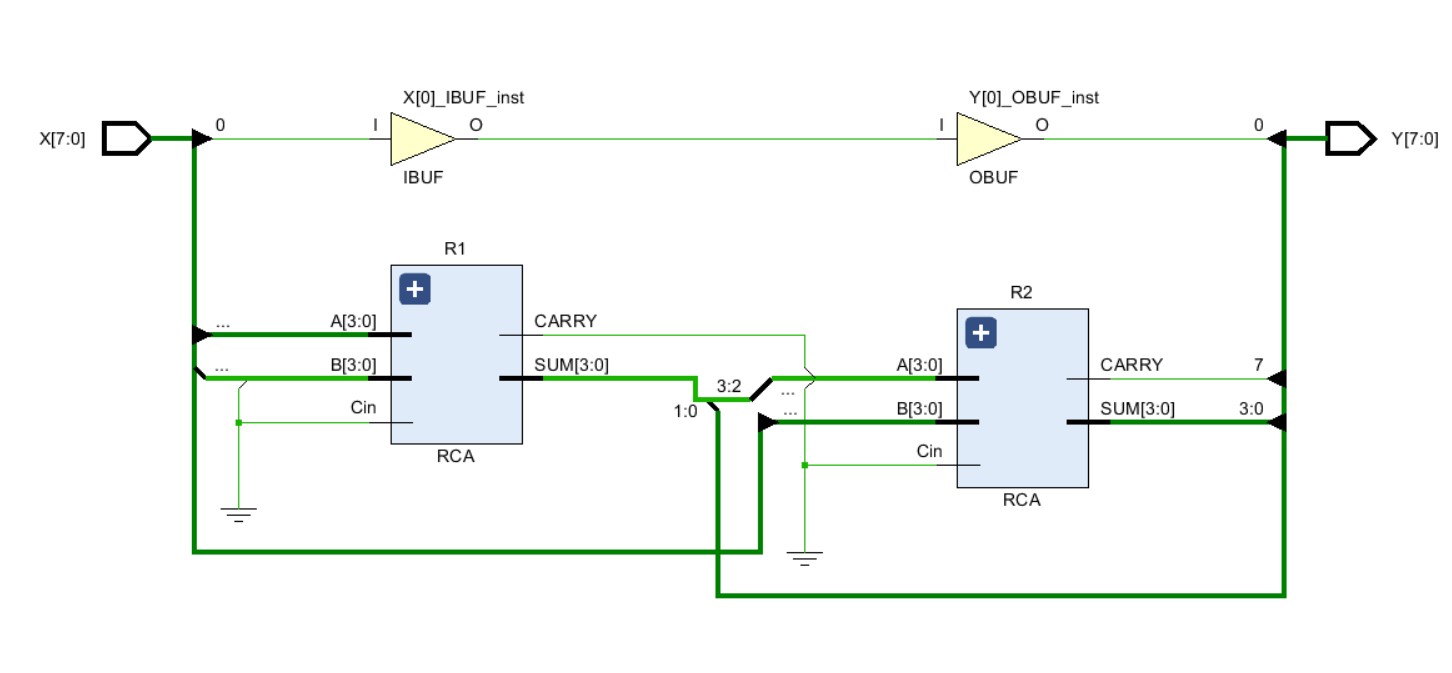 X[0]_IBUF_inst
Y[0]_OBUF_inst
X[7:0]
0
I
O
I
O
0
Y[7:0]
IBUF
OBUF
R1
R2
...
A[3:0]
CARRY
...
B[3:0]
SUM[3:0]
3:2
...
A[3:0]
CARRY
7
Cin
1:0
...
B[3:0]
SUM[3:0]
3:0
RCA
Cin
RCA